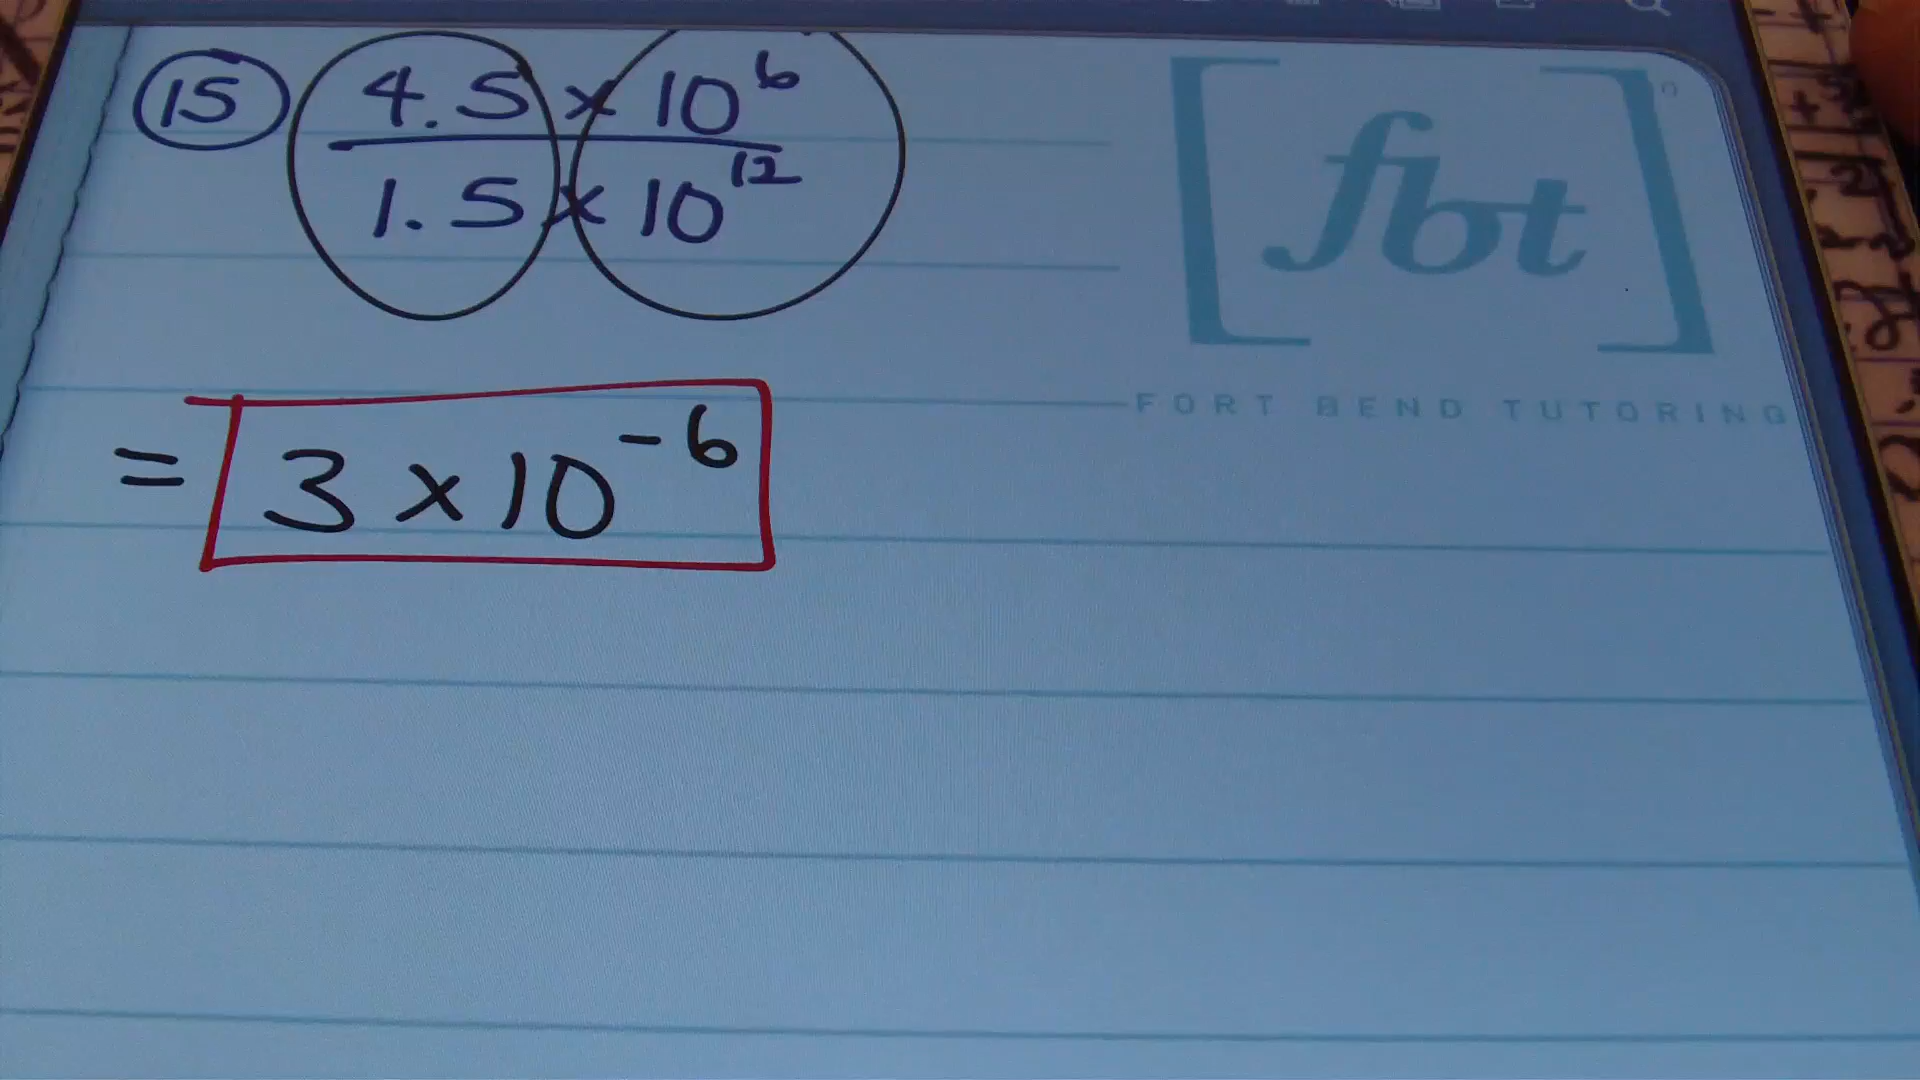 15 4.5 × 10^6
1.5 × 10^12
= 3 × 10^-6
fbt
FORT BEND TUTORING